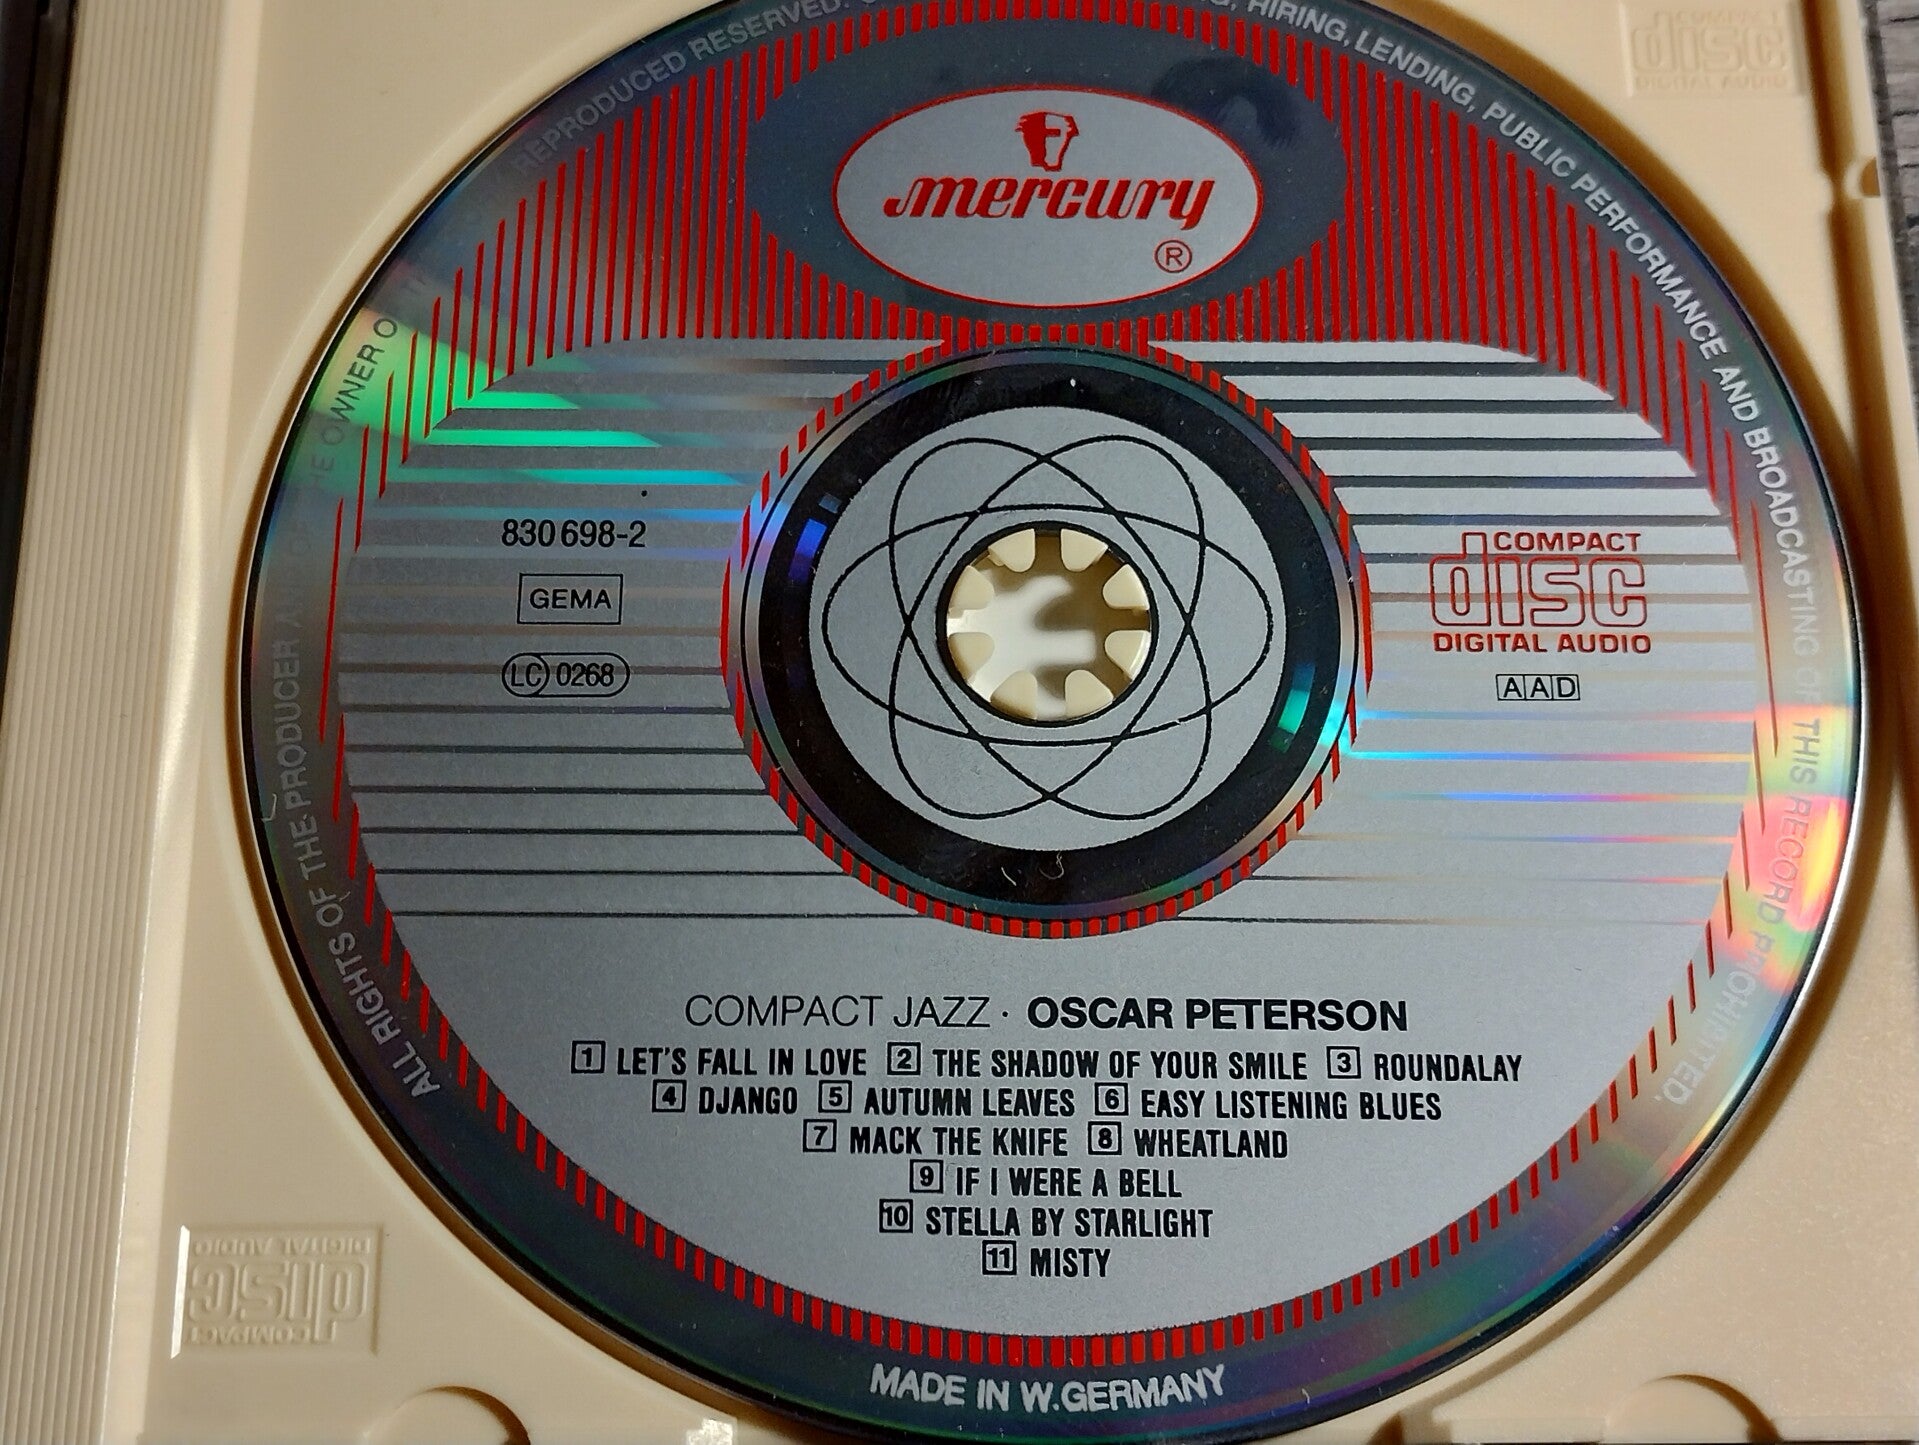 REPRODUCED RESERVED.
HIRING, LENDING, PUBLIC PERFORMANCE AND BROADCASTING OF THIS RECORD PROHIBITED.
COMPACT
disc
DIGITAL AUDIO
mercury
®
830 698-2
GEMA
LC 0268
COMPACT
disc
DIGITAL AUDIO
AAD
ALL RIGHTS OF THE PRODUCER
OWNER
COMPACT JAZZ · OSCAR PETERSON
1 LET'S FALL IN LOVE 2 THE SHADOW OF YOUR SMILE 3 ROUNDALAY
4 DJANGO 5 AUTUMN LEAVES 6 EASY LISTENING BLUES
7 MACK THE KNIFE 8 WHEATLAND
9 IF I WERE A BELL
10 STELLA BY STARLIGHT
11 MISTY
MADE IN W. GERMANY
COMPACT
disc
DIGITAL AUDIO